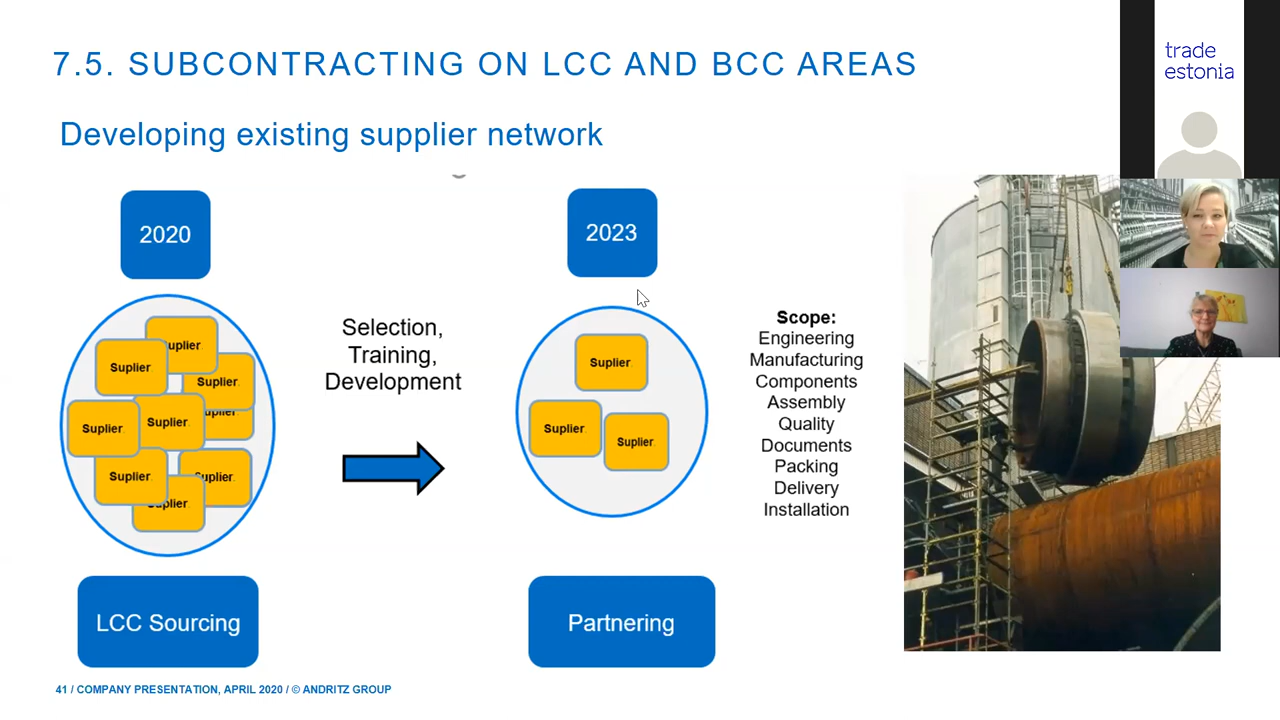 7.5. SUBCONTRACTING ON LCC AND BCC AREAS
trade
estonia
Developing existing supplier network
2020
2023
Selection,
Training,
Development
Suplier.
Suplier
Suplier.
Suplier
Suplier.
Suplier
Suplier
Suplier
Suplier.
Suplier.
Suplier
Suplier.
Scope:
Engineering
Manufacturing
Components
Assembly
Quality
Documents
Packing
Delivery
Installation
LCC Sourcing
Partnering
41 / COMPANY PRESENTATION, APRIL 2020 / © ANDRITZ GROUP